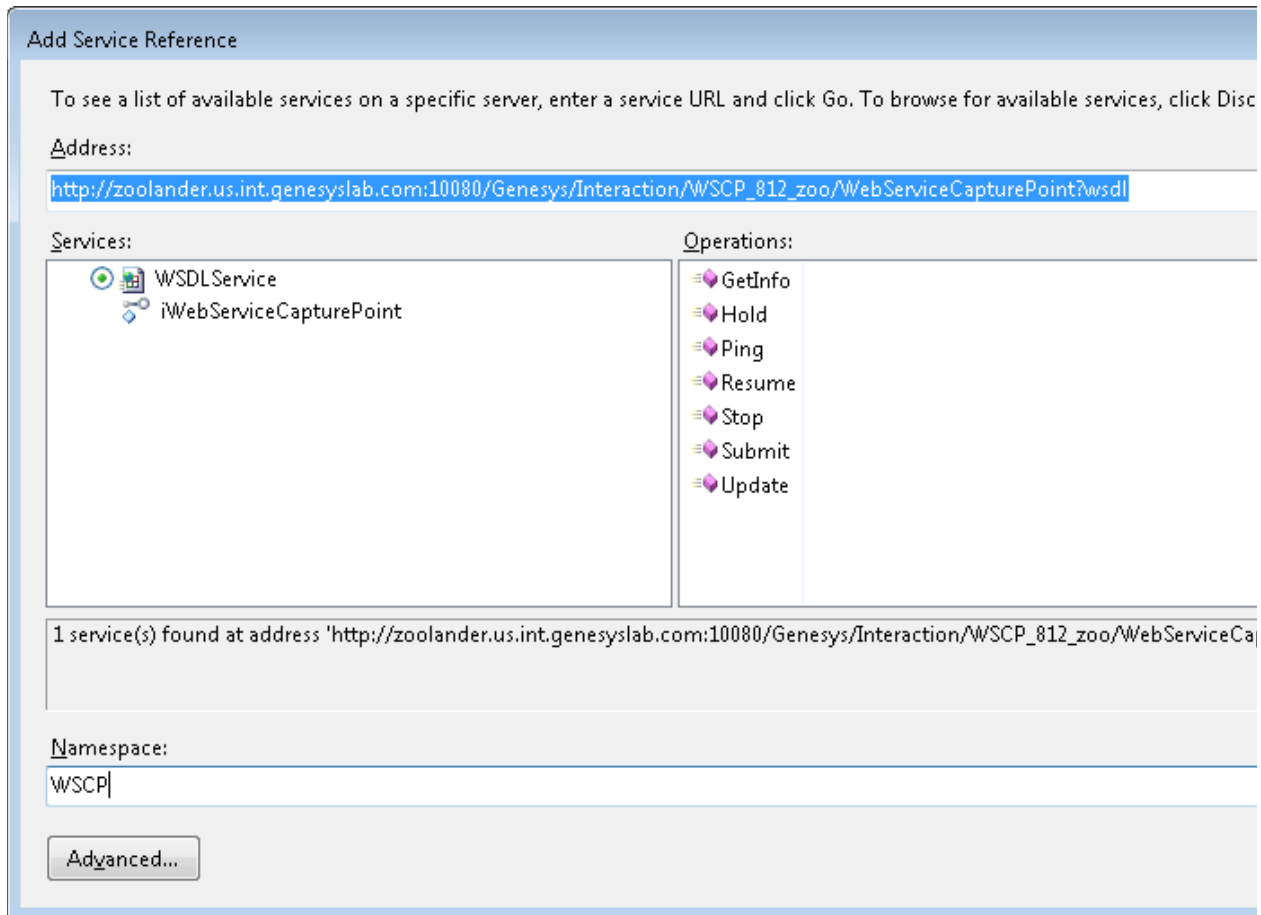 Add Service Reference
To see a list of available services on a specific server, enter a service URL and click Go. To browse for available services, click Disc
Address:
http://zoolander.us.int.genesyslab.com:10080/Genesys/Interaction/WSCP_812_zoo/WebServiceCapturePoint?wsdl
Services:
WSDLService
iWebServiceCapturePoint
Operations:
GetInfo
Hold
Ping
Resume
Stop
Submit
Update
1 service(s) found at address 'http://zoolander.us.int.genesyslab.com:10080/Genesys/Interaction/WSCP_812_zoo/WebServiceCa
Namespace:
WSCP
Advanced...